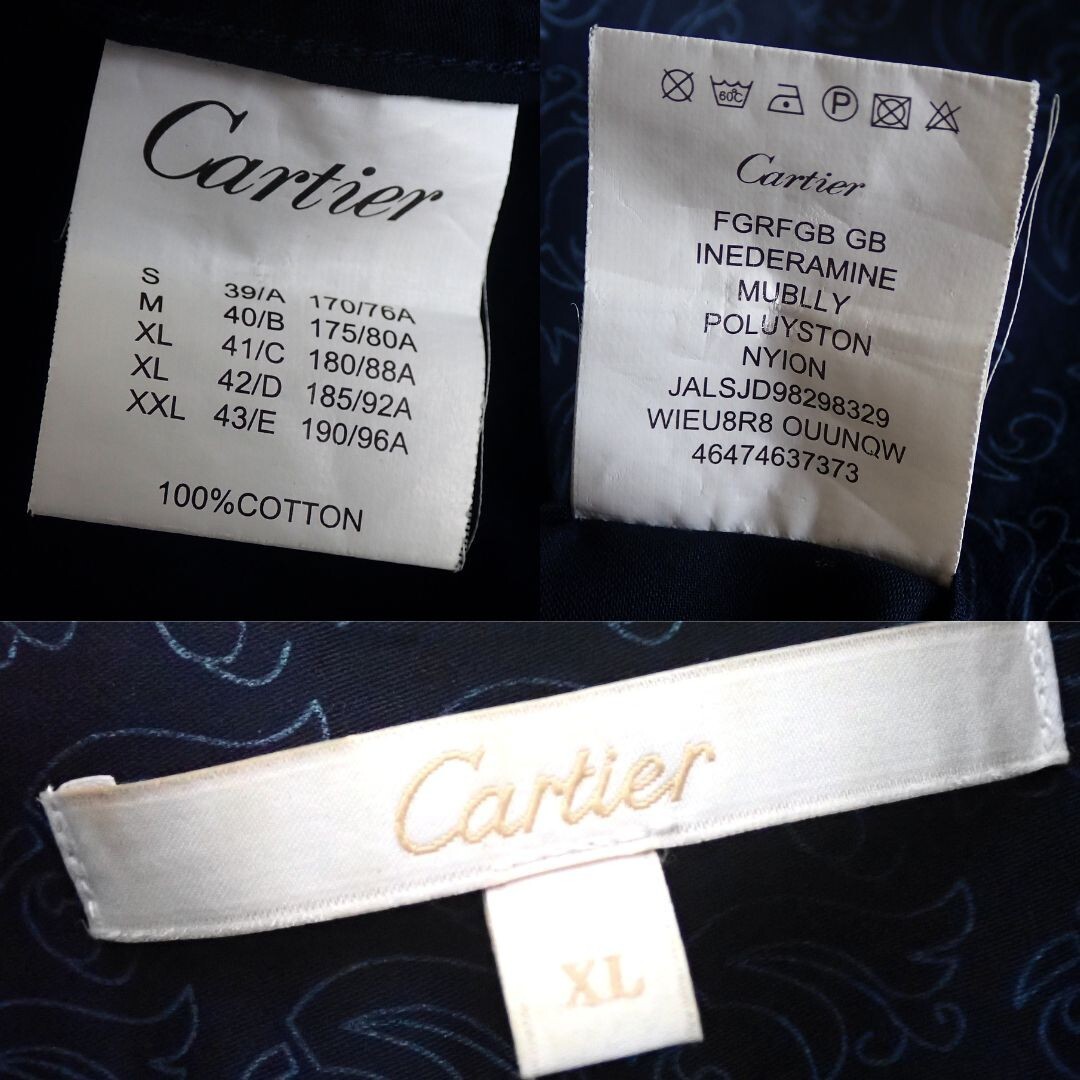 Cartier
S 39/A 170/76A
M 40/B 175/80A
XL 41/C 180/88A
XL 42/D 185/92A
XXL 43/E 190/96A
100%COTTON
60℃
P
Cartier
FGRFGB GB
INEDERAMINE
MUBLLY
POLUYSTON
NYION
JALSJD98298329
WIEU8R8 OUUNQW
46474637373
Cartier
XL